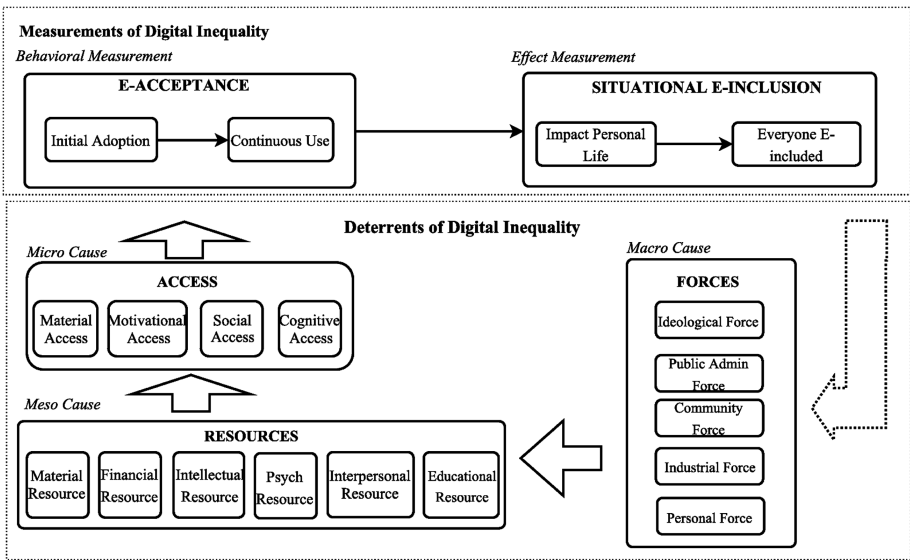 Measurements of Digital Inequality
Behavioral Measurement
E-ACCEPTANCE
Initial Adoption
Continuous Use
Effect Measurement
SITUATIONAL E-INCLUSION
Impact Personal
Life
Everyone E-
included
Deterrents of Digital Inequality
Micro Cause
ACCESS
Material
Access
Motivational
Access
Social
Access
Cognitive
Access
Meso Cause
RESOURCES
Material
Resource
Financial
Resource
Intellectual
Resource
Psych
Resource
Interpersonal
Resource
Educational
Resource
Macro Cause
FORCES
Ideological Force
Public Admin
Force
Community
Force
Industrial Force
Personal Force